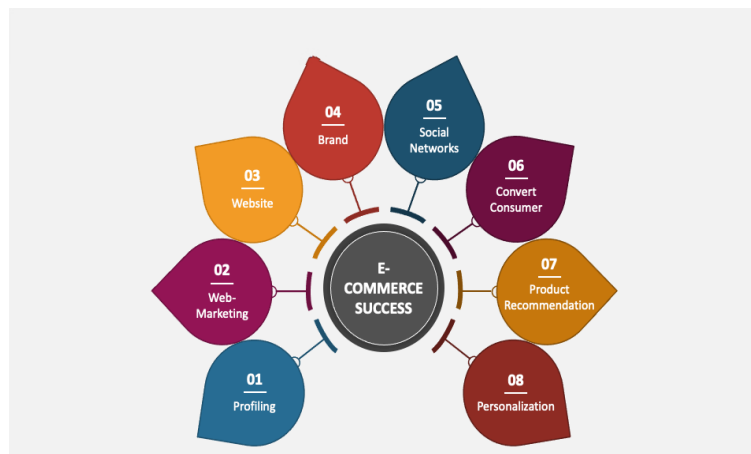 04
Brand
05
Social
Networks
03
Website
06
Convert
Consumer
02
Web-
Marketing
E-
COMMERCE
SUCCESS
07
Product
Recommendation
01
Profiling
08
Personalization